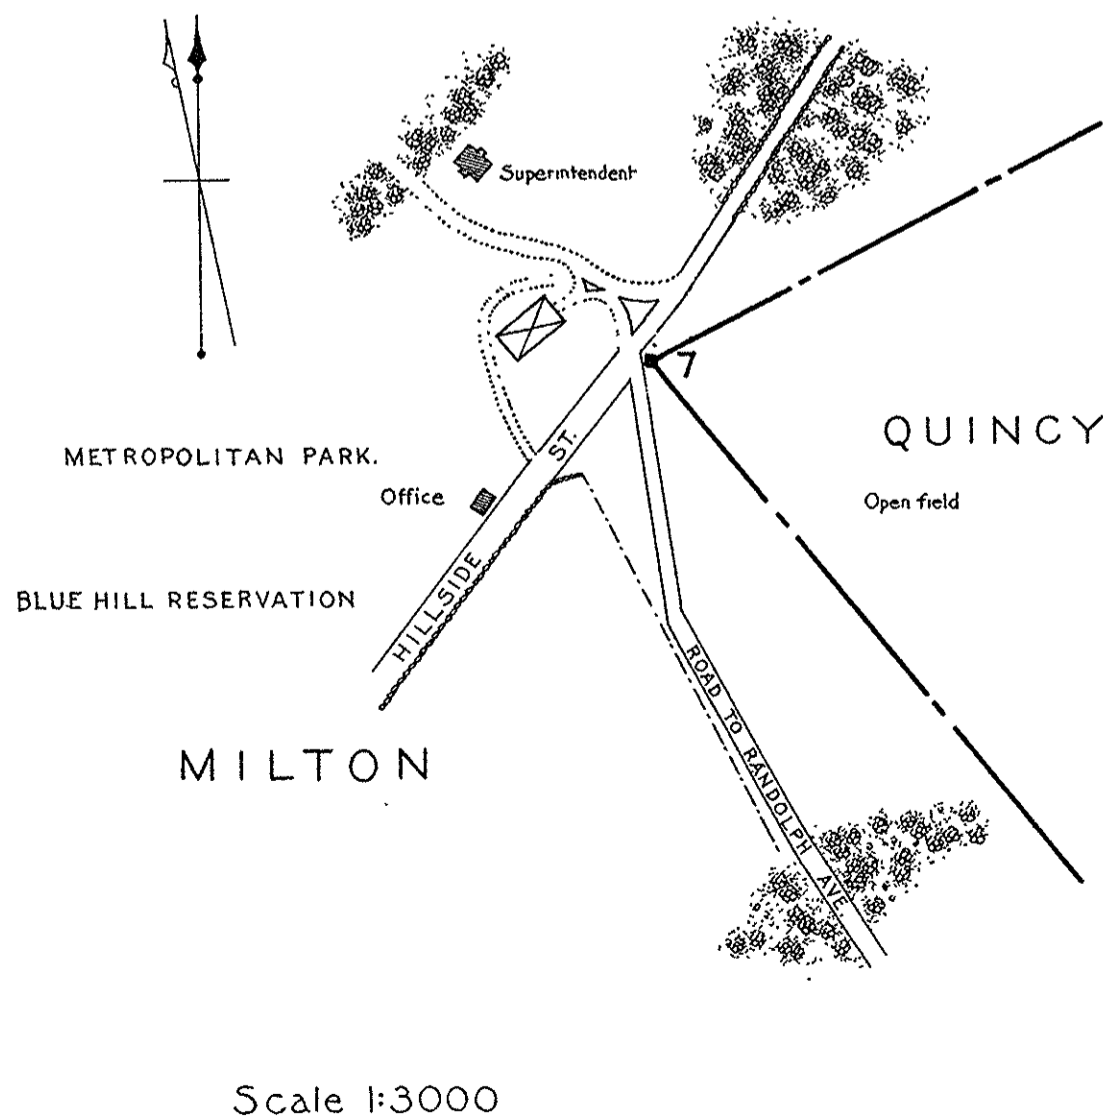 Superintendent
7
QUINCY
METROPOLITAN PARK.
Open field
Office
HILLSIDE ST.
BLUE HILL RESERVATION
ROAD TO RANDOLPH AVE.
MILTON
Scale 1:3000